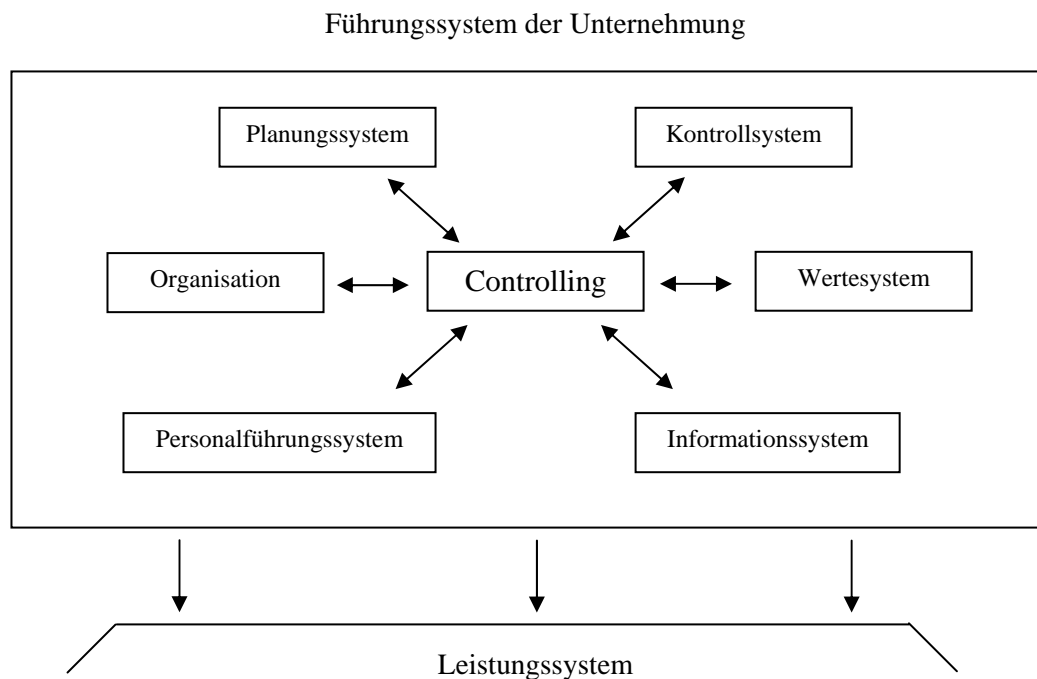 Führungssystem der Unternehmung
Planungssystem
Kontrollsystem
Organisation
Controlling
Wertesystem
Personalführungssystem
Informationssystem
Leistungssystem